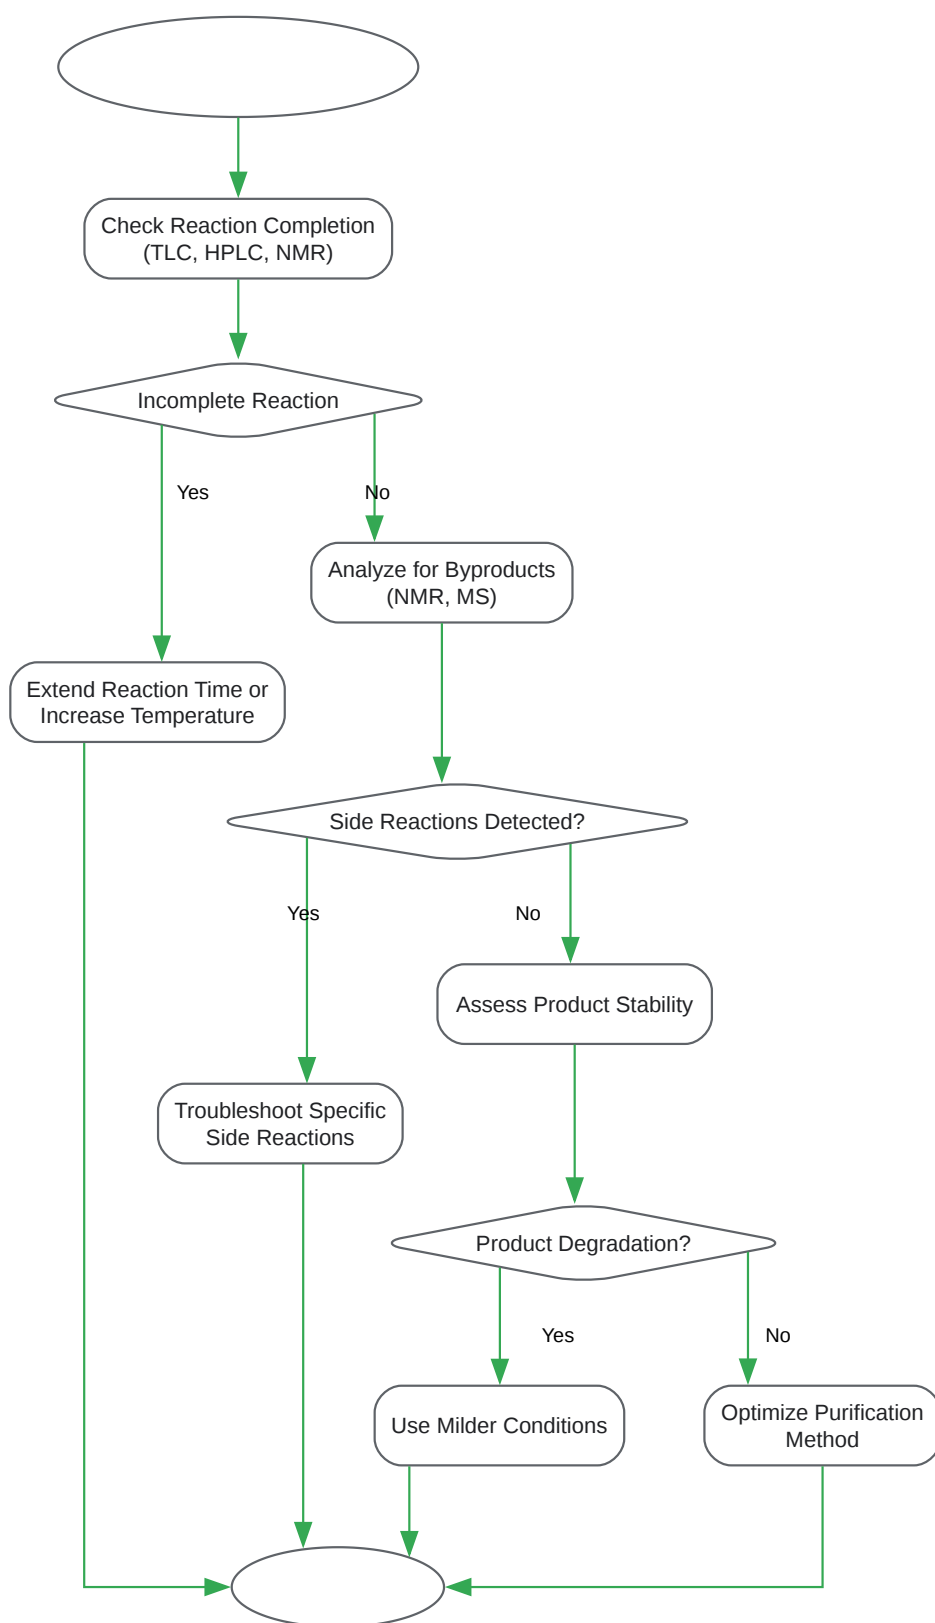 Check Reaction Completion
(TLC, HPLC, NMR)
Incomplete Reaction
Yes
No
Analyze for Byproducts
(NMR, MS)
Extend Reaction Time or
Increase Temperature
Side Reactions Detected?
Yes
No
Assess Product Stability
Troubleshoot Specific
Side Reactions
Product Degradation?
Yes
No
Use Milder Conditions
Optimize Purification
Method